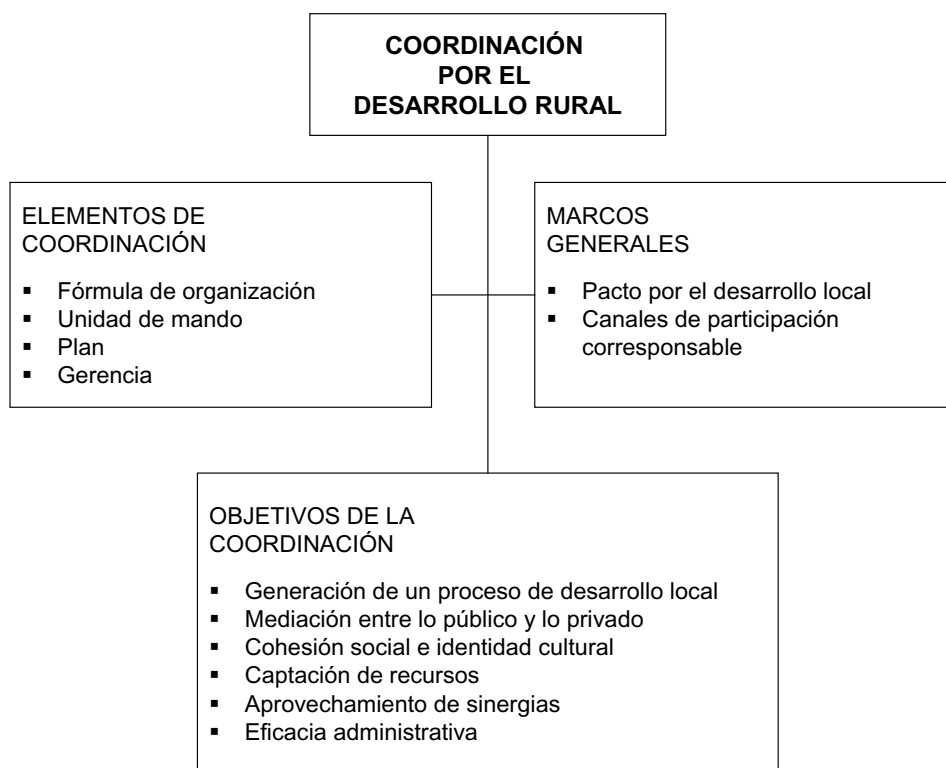 COORDINACIÓN
POR EL
DESARROLLO RURAL
ELEMENTOS DE
COORDINACIÓN
▪ Fórmula de organización
▪ Unidad de mando
▪ Plan
▪ Gerencia
MARCOS
GENERALES
▪ Pacto por el desarrollo local
▪ Canales de participación
corresponsable
OBJETIVOS DE LA
COORDINACIÓN
▪ Generación de un proceso de desarrollo local
▪ Mediación entre lo público y lo privado
▪ Cohesión social e identidad cultural
▪ Captación de recursos
▪ Aprovechamiento de sinergias
▪ Eficacia administrativa